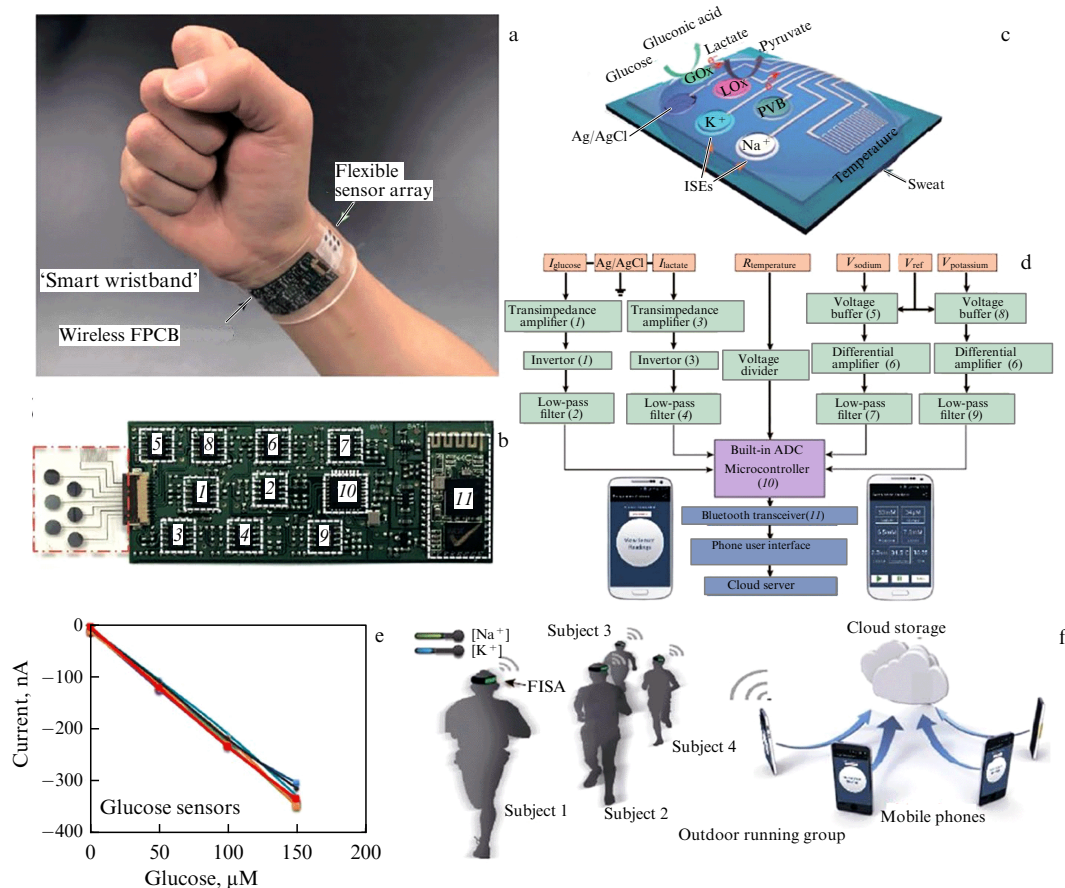 a
Flexible
sensor array
‘Smart wristband’
Wireless FPCB
c
Gluconic acid
Glucose
Lactate
Pyruvate
GOx
LOx
PVB
Ag/AgCl
K+
Na+
ISEs
Temperature
Sweat
b
5
8
6
7
1
2
10
11
3
4
9
d
Iglucose
Ag/AgCl
Ilactate
Rtemperature
Vsodium
Vref
Vpotassium
Transimpedance
amplifier (1)
Transimpedance
amplifier (3)
Voltage
buffer (5)
Voltage
buffer (8)
Invertor (1)
Invertor (3)
Voltage
divider
Differential
amplifier (6)
Differential
amplifier (6)
Low-pass
filter (2)
Low-pass
filter (4)
Low-pass
filter (7)
Low-pass
filter (9)
Built-in ADC
Microcontroller
(10)
Bluetooth transceiver(11)
Phone user interface
Cloud server
e
0
−100
−200
−300
−400
Current, nA
Glucose sensors
0
50
100
150
200
Glucose, µM
f
[Na+]
[K+]
FISA
Subject 3
Subject 4
Subject 1
Subject 2
Outdoor running group
Cloud storage
Mobile phones